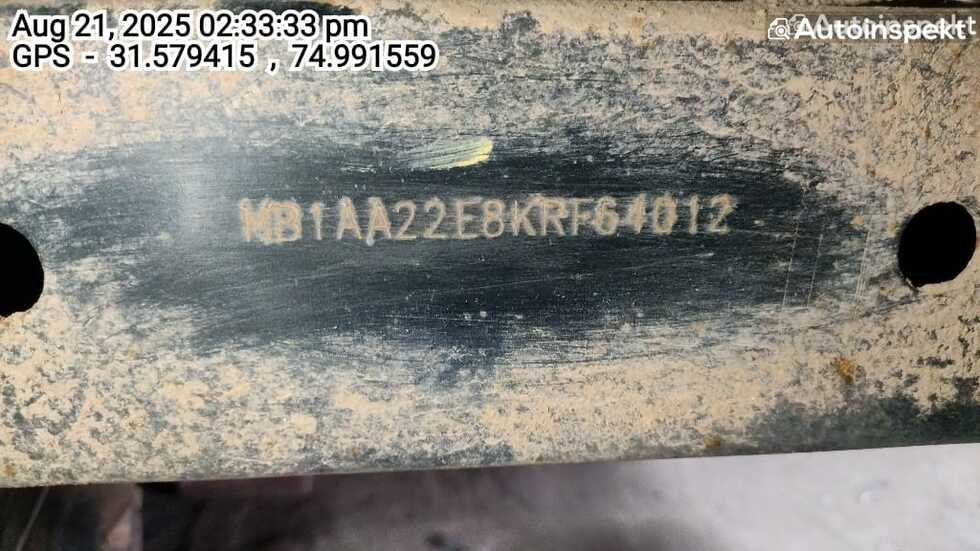 Aug 21, 2025 02:33:33 pm
GPS - 31.579415 , 74.991559
Autoinspekt
MB1AA22E8KRF64012